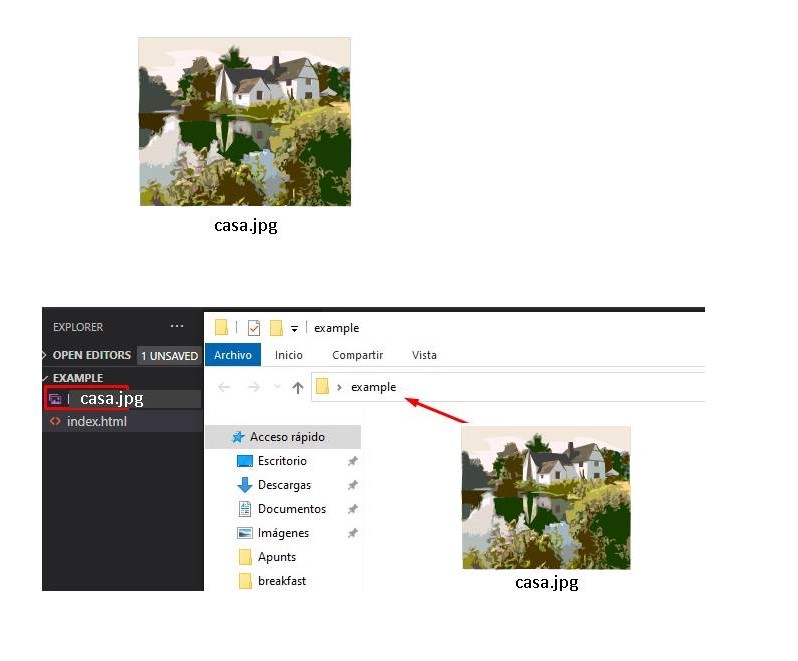 casa.jpg
EXPLORER ...
OPEN EDITORS 1 UNSAVED
EXAMPLE
casa.jpg
index.html
example
Archivo Inicio Compartir Vista
example
Acceso rápido
Escritorio
Descargas
Documentos
Imágenes
Apunts
breakfast
casa.jpg